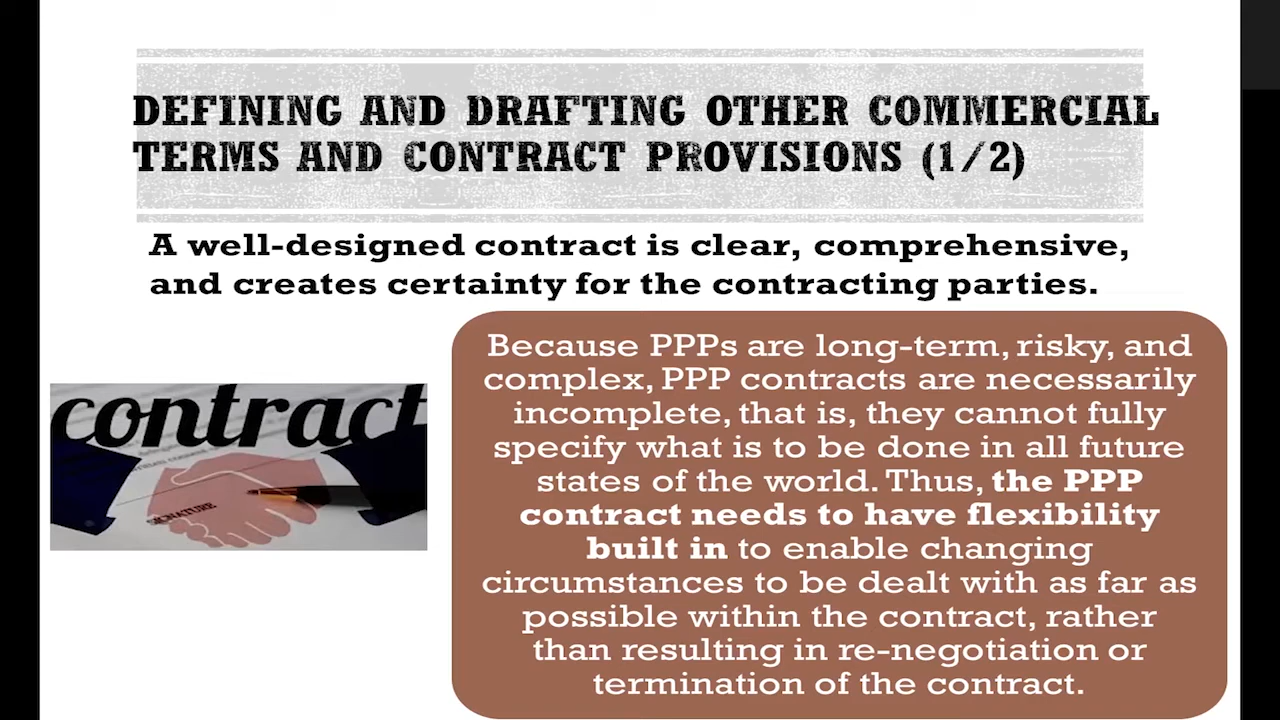 DEFINING AND DRAFTING OTHER COMMERCIAL
TERMS AND CONTRACT PROVISIONS (1/2)
A well-designed contract is clear, comprehensive,
and creates certainty for the contracting parties.
contract
SIGNATURE
Because PPPs are long-term, risky, and
complex, PPP contracts are necessarily
incomplete, that is, they cannot fully
specify what is to be done in all future
states of the world. Thus, the PPP
contract needs to have flexibility
built in to enable changing
circumstances to be dealt with as far as
possible within the contract, rather
than resulting in re-negotiation or
termination of the contract.